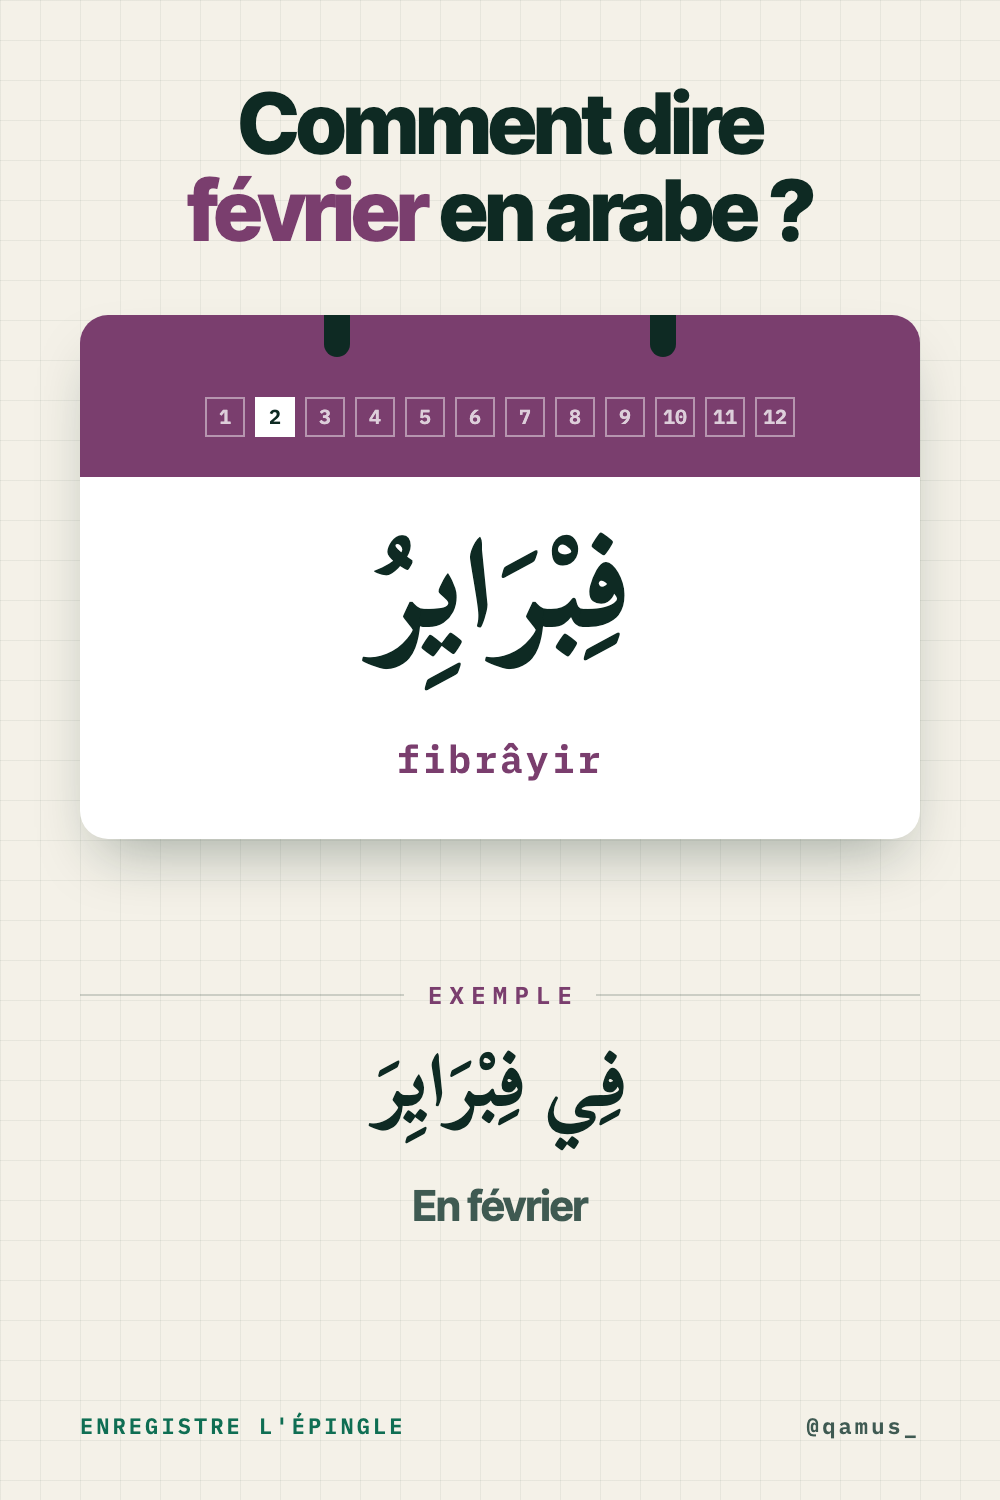 Comment dire
février en arabe ?
1 2 3 4 5 6 7 8 9 10 11 12
فِبْرَايِرُ
fibrâyir
EXEMPLE
فِي فِبْرَايِرَ
En février
ENREGISTRE L'ÉPINGLE
@qamus_